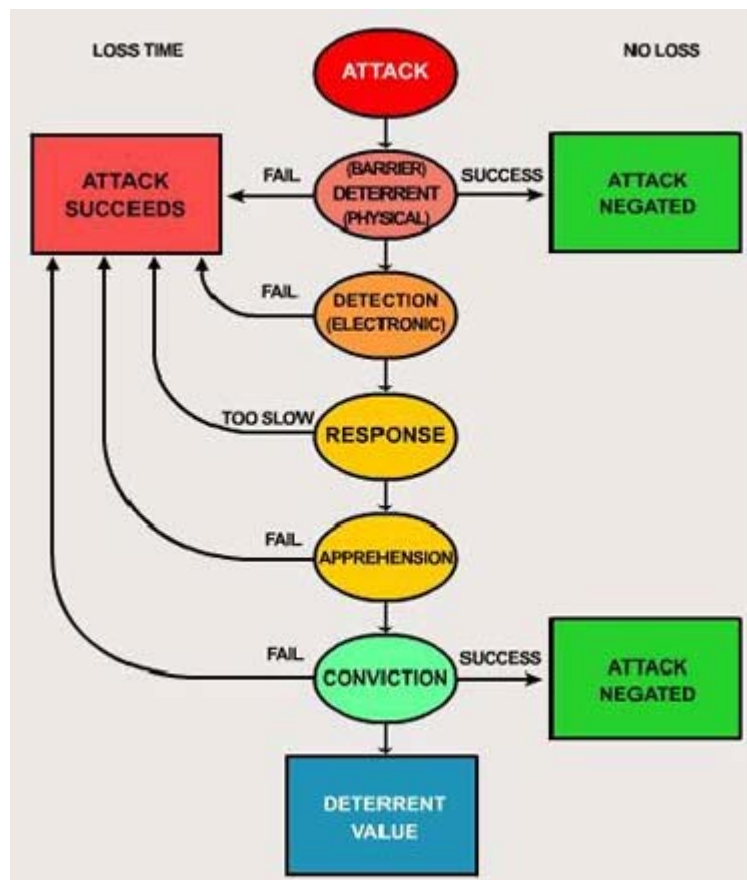 LOSS TIME
NO LOSS
ATTACK
ATTACK
SUCCEEDS
FAIL
(BARRIER)
DETERRENT
(PHYSICAL)
SUCCESS
ATTACK
NEGATED
FAIL
DETECTION
(ELECTRONIC)
TOO SLOW
RESPONSE
FAIL
APPREHENSION
FAIL
CONVICTION
SUCCESS
ATTACK
NEGATED
DETERRENT
VALUE